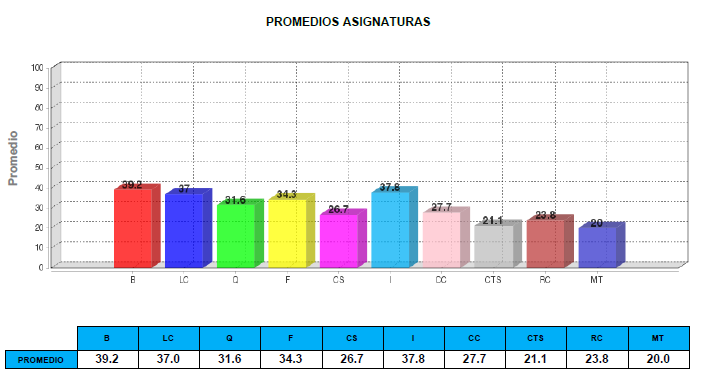 PROMEDIOS ASIGNATURAS
Promedio
100
90
80
70
60
50
40
30
20
10
0
39.2 37 31.6 34.3 26.7 37.8 27.7 21.1 23.8 20
B LC Q F CS I CC CTS RC MT
B LC Q F CS I CC CTS RC MT
PROMEDIO 39.2 37.0 31.6 34.3 26.7 37.8 27.7 21.1 23.8 20.0